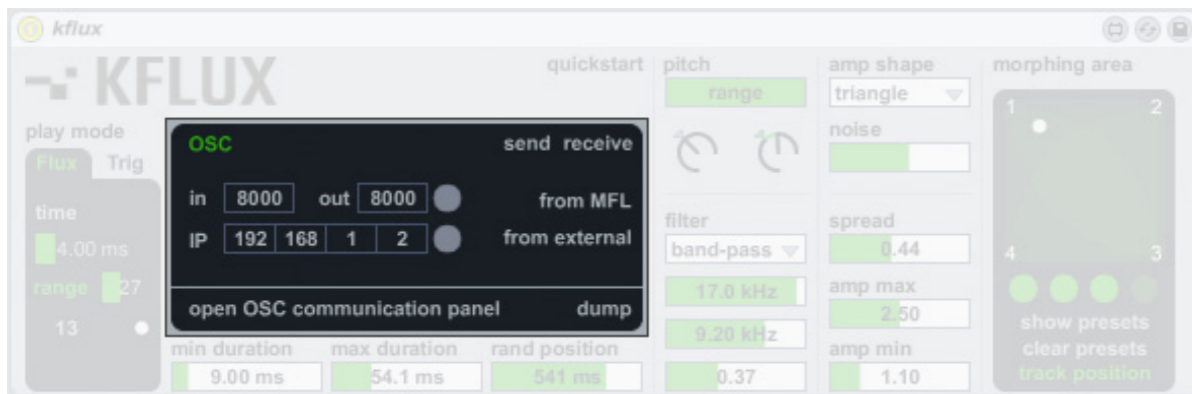 kflux
KFLUX
quickstart
play mode
Flux Trig
time
4.00 ms
range 27
13
OSC
send receive
in 8000 out 8000
from MFL
IP 192 168 1 2
from external
open OSC communication panel
dump
min duration max duration rand position
9.00 ms 54.1 ms 541 ms
pitch
range
filter
band-pass
17.0 kHz
9.20 kHz
0.37
amp shape
triangle
noise
spread
0.44
amp max
2.50
amp min
1.10
morphing area
1 2
4 3
show presets
clear presets
track position